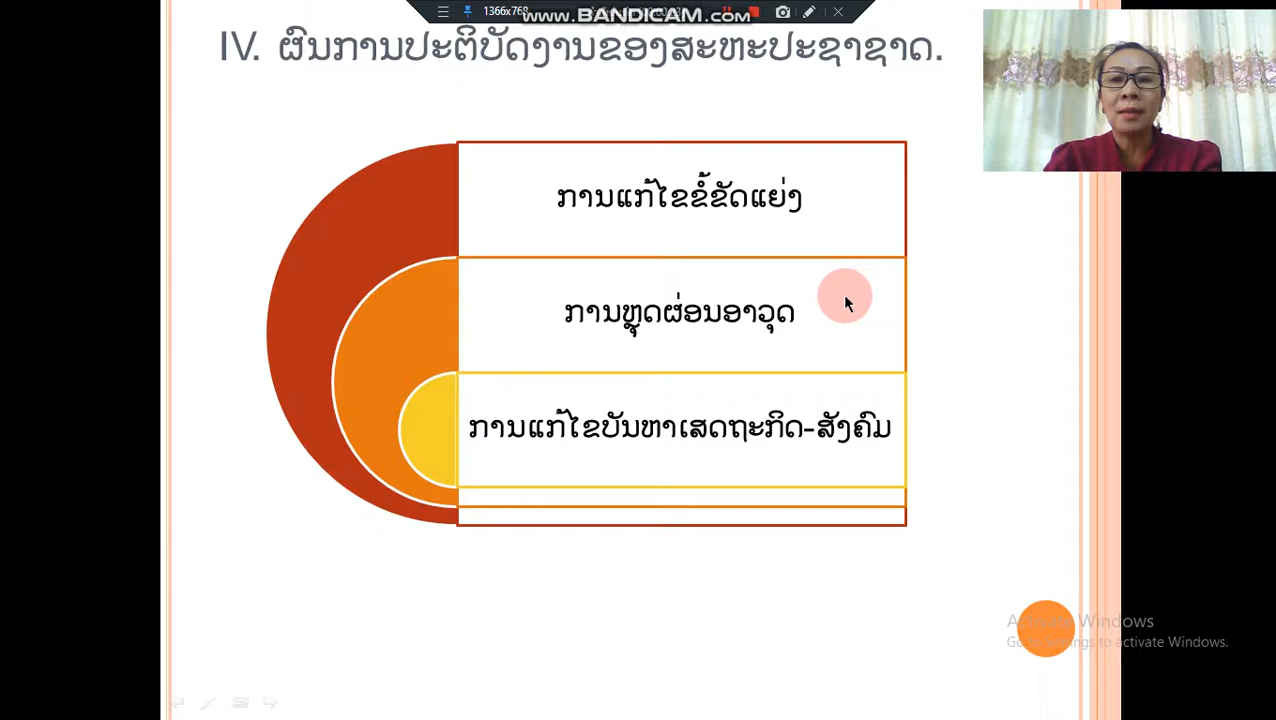 1366x768
www.BANDICAM.com
IV. ຜົນການປະຕິບັດງານຂອງສະຫະປະຊາຊາດ.
ການແກ້ໄຂຂໍ້ຂັດແຍ່ງ
ການຫຼຸດຜ່ອນອາວຸດ
ການແກ້ໄຂບັນຫາເສດຖະກິດ-ສັງຄົມ
Activate Windows
Go to Settings to activate Windows.